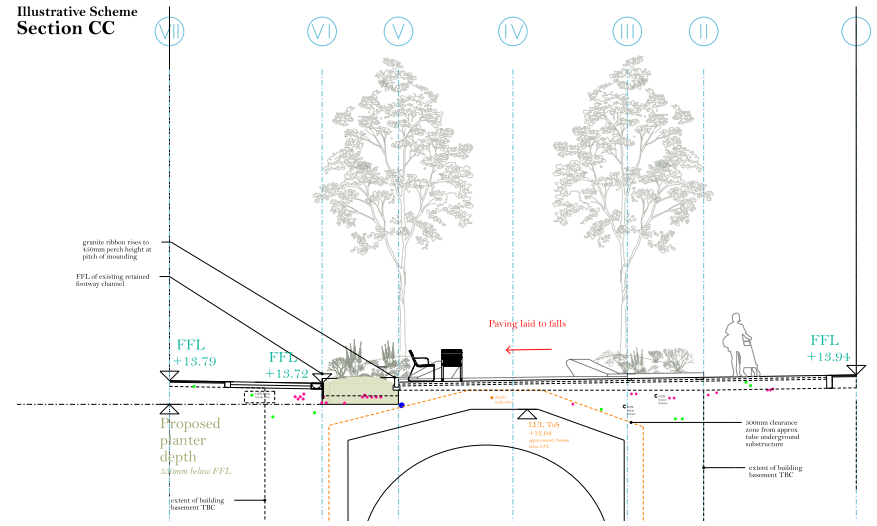 Illustrative Scheme
Section CC
VII
VI
V
IV
III
II
I
granite ribbon rises to
450mm perch height at
pitch of mounding
FFL of existing retained
footway channel
Paving laid to falls
FFL
+13.79
FFL
+13.72
FFL
+13.94
Proposed
planter
depth
550mm below FFL
LUL ToS
extent of building
basement TBC
500mm clearance
zone from approx
tube underground
substructure
extent of building
basement TBC